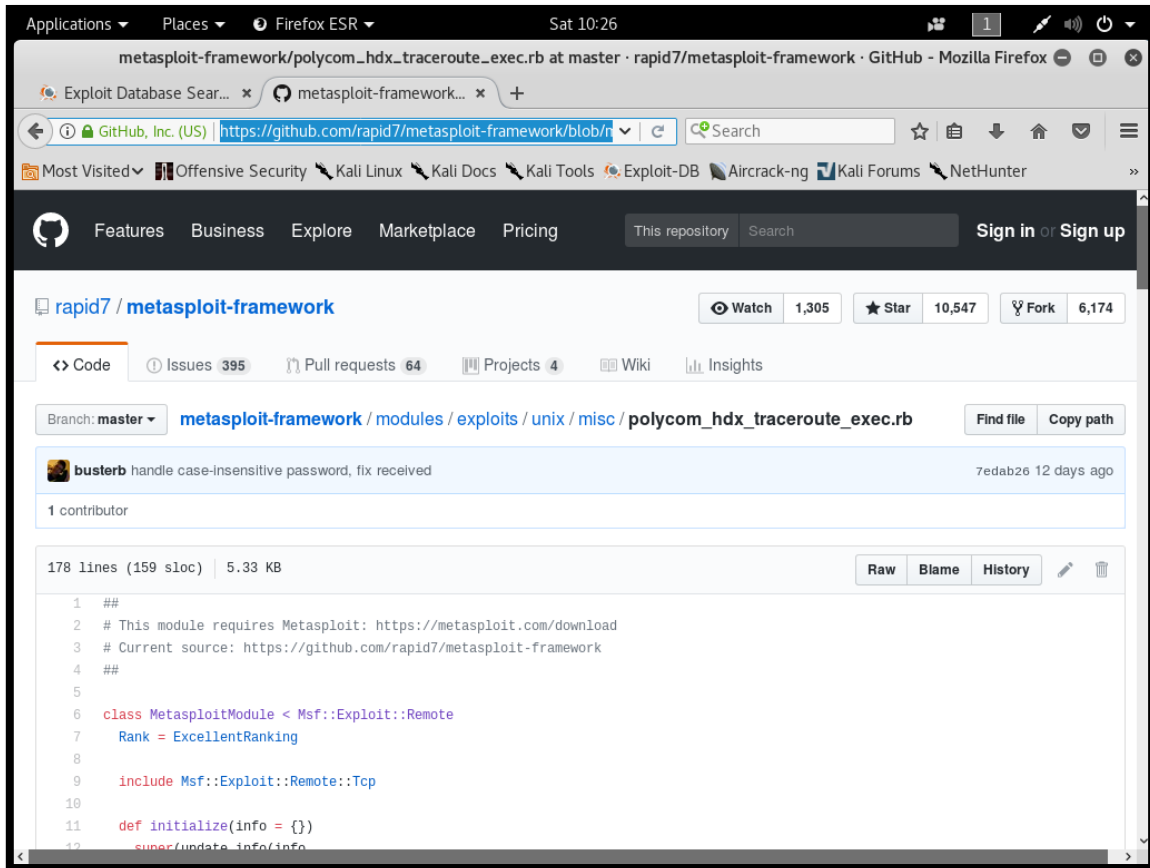 Applications Places Firefox ESR Sat 10:26 1
metasploit-framework/polycom_hdx_traceroute_exec.rb at master · rapid7/metasploit-framework · GitHub - Mozilla Firefox
Exploit Database Sear... × metasploit-framework... × +
GitHub, Inc. (US) https://github.com/rapid7/metasploit-framework/blob/m Search
Most Visited Offensive Security Kali Linux Kali Docs Kali Tools Exploit-DB Aircrack-ng Kali Forums NetHunter »
Features Business Explore Marketplace Pricing This repository Search Sign in or Sign up
rapid7 / metasploit-framework Watch 1,305 Star 10,547 Fork 6,174
<> Code Issues 395 Pull requests 64 Projects 4 Wiki Insights
Branch: master metasploit-framework / modules / exploits / unix / misc / polycom_hdx_traceroute_exec.rb Find file Copy path
busterb handle case-insensitive password, fix received 7edab26 12 days ago
1 contributor
178 lines (159 sloc) 5.33 KB Raw Blame History
1 ##
2 # This module requires Metasploit: https://metasploit.com/download
3 # Current source: https://github.com/rapid7/metasploit-framework
4 ##
5
6 class MetasploitModule < Msf::Exploit::Remote
7 Rank = ExcellentRanking
8
9 include Msf::Exploit::Remote::Tcp
10
11 def initialize(info = {})
12 super(update_info(info